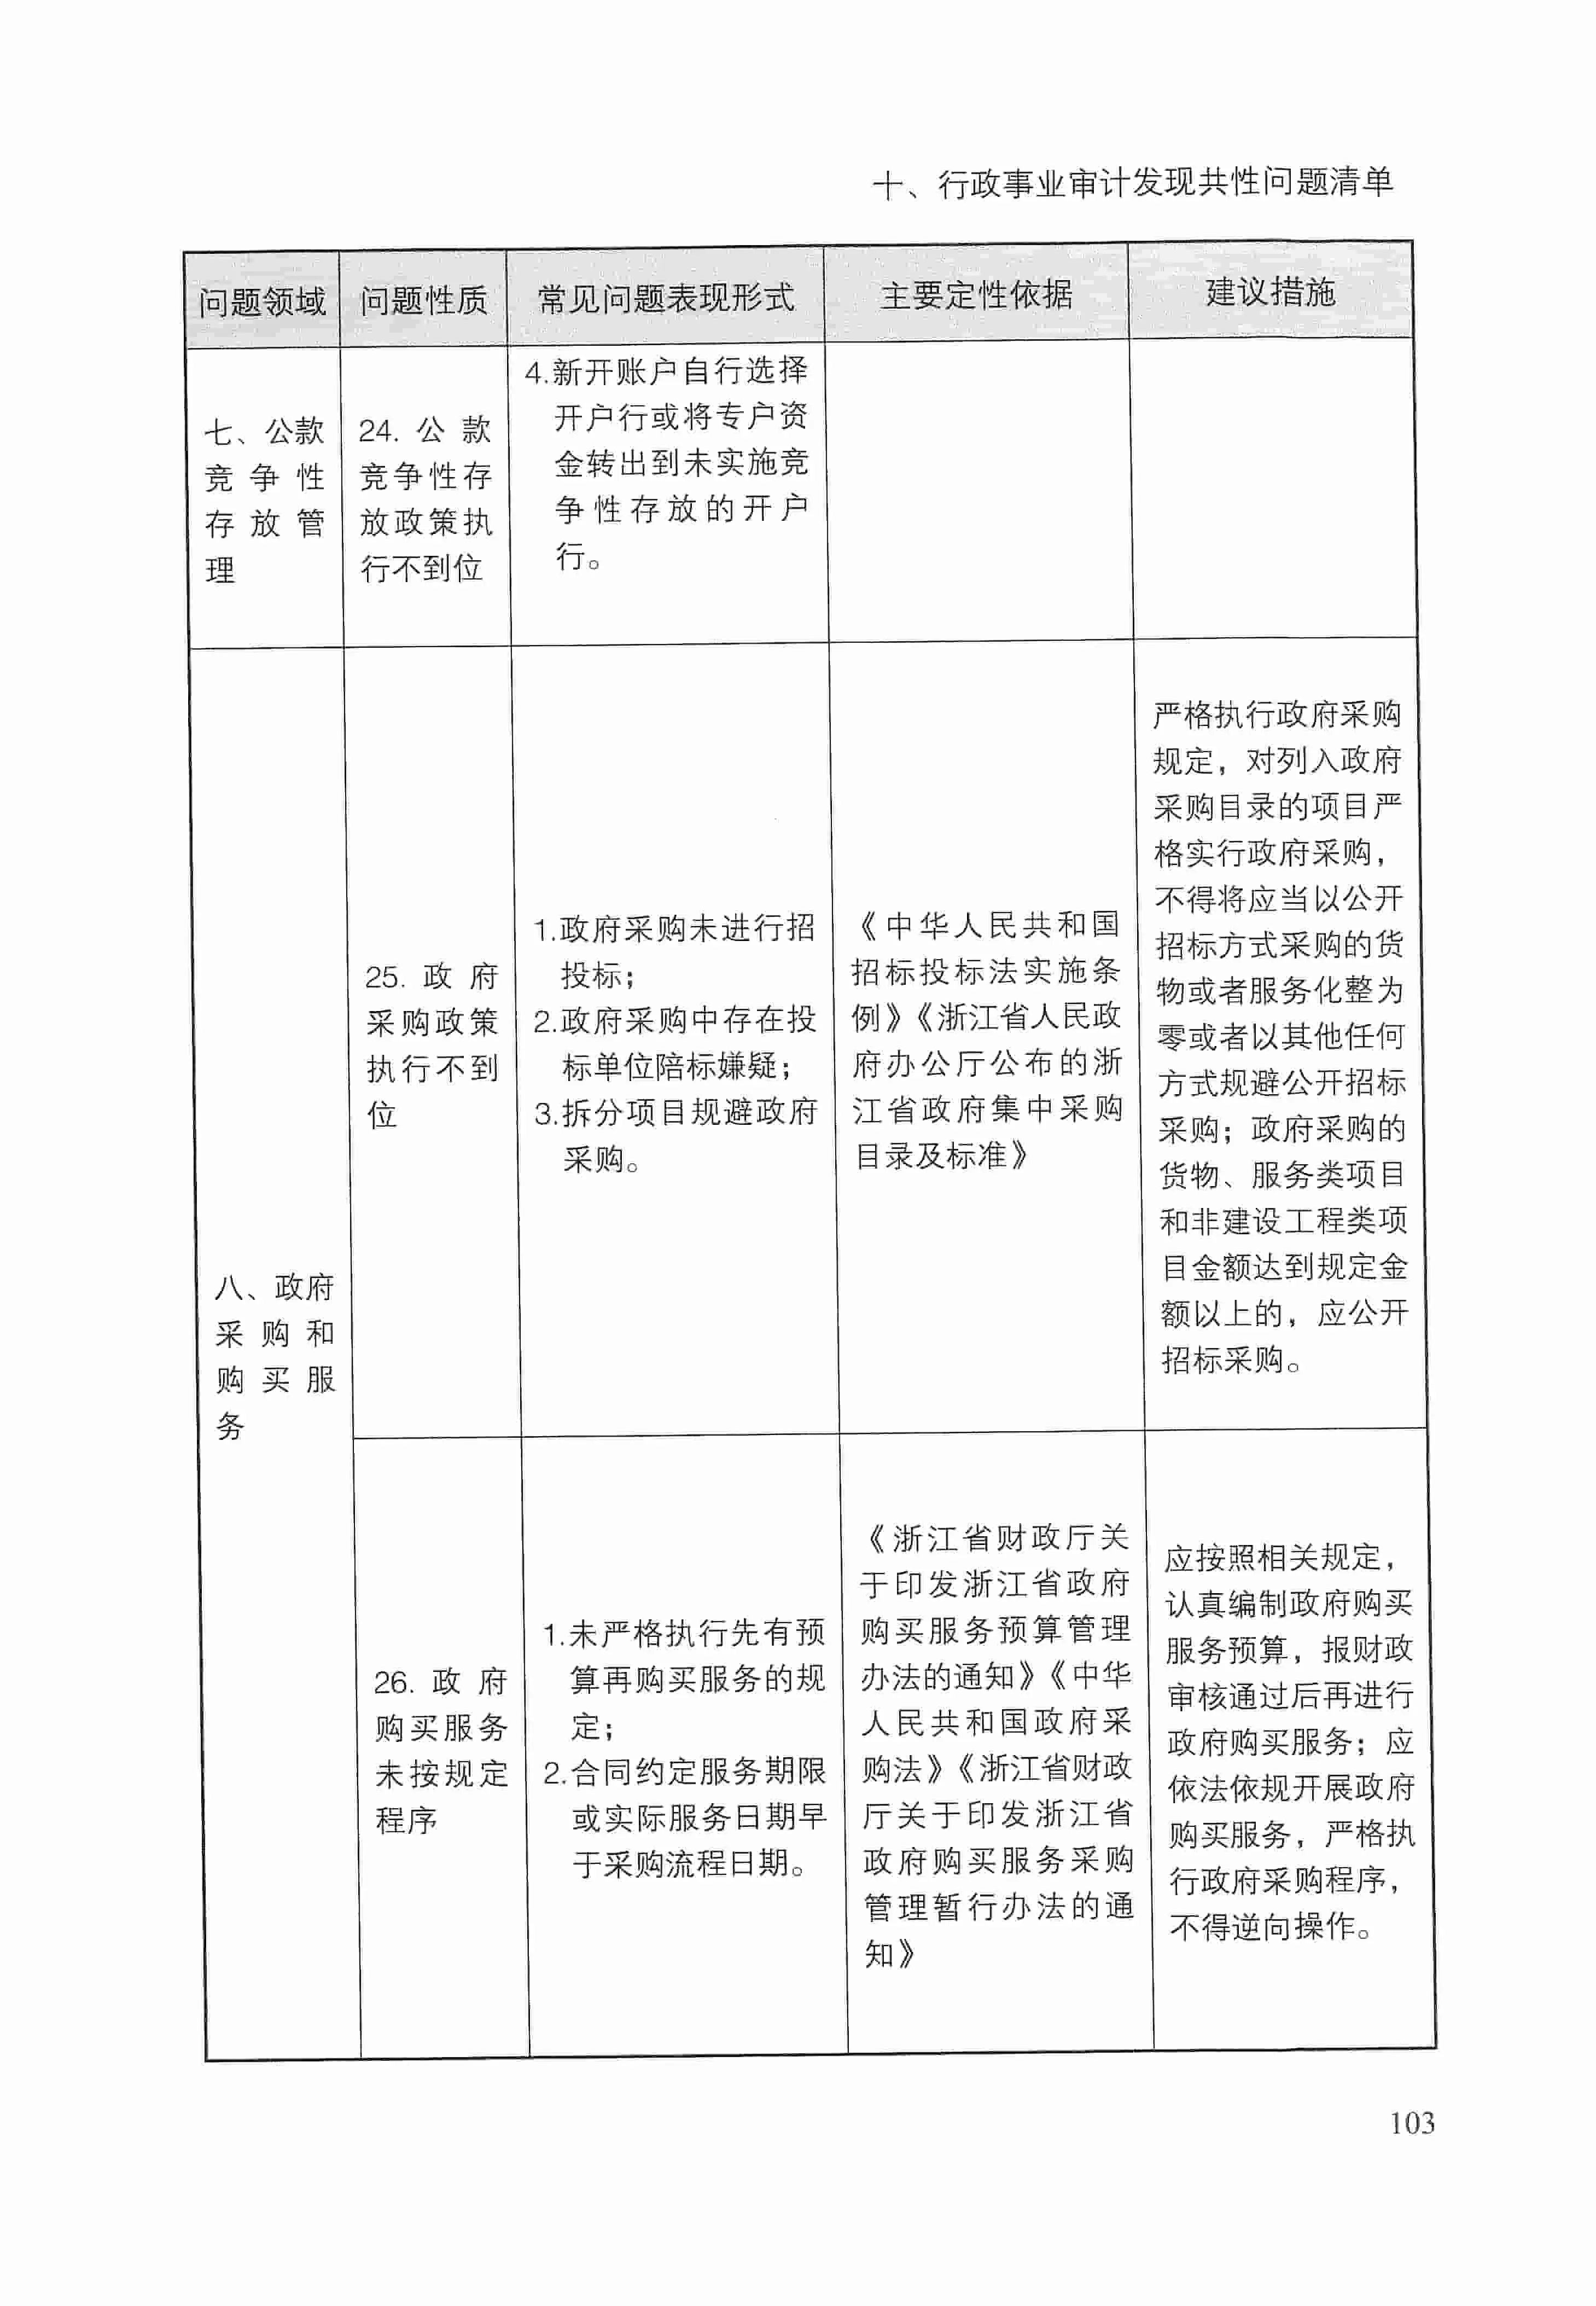 十、行政事业审计发现共性问题清单
问题领域
问题性质
常见问题表现形式
主要定性依据
建议措施
七、公款
竞争性
存放管
理
24. 公款
竞争性存
放政策执
行不到位
4.新开账户自行选择
开户行或将专户资
金转出到未实施竞
争性存放的开户
行。
八、政府
采购和
购买服
务
25. 政府
采购政策
执行不到
位
1.政府采购未进行招
投标；
2.政府采购中存在投
标单位陪标嫌疑；
3.拆分项目规避政府
采购。
《中华人民共和国
招标投标法实施条
例》《浙江省人民政
府办公厅公布的浙
江省政府集中采购
目录及标准》
严格执行政府采购
规定，对列入政府
采购目录的项目严
格实行政府采购，
不得将应当以公开
招标方式采购的货
物或者服务化整为
零或者以其他任何
方式规避公开招标
采购；政府采购的
货物、服务类项目
和非建设工程类项
目金额达到规定金
额以上的，应公开
招标采购。
26. 政府
购买服务
未按规定
程序
1.未严格执行先有预
算再购买服务的规
定；
2.合同约定服务期限
或实际服务日期早
于采购流程日期。
《浙江省财政厅关
于印发浙江省政府
购买服务预算管理
办法的通知》《中华
人民共和国政府采
购法》《浙江省财政
厅关于印发浙江省
政府购买服务采购
管理暂行办法的通
知》
应按照相关规定，
认真编制政府购买
服务预算，报财政
审核通过后再进行
政府购买服务；应
依法依规开展政府
购买服务，严格执
行政府采购程序，
不得逆向操作。
103